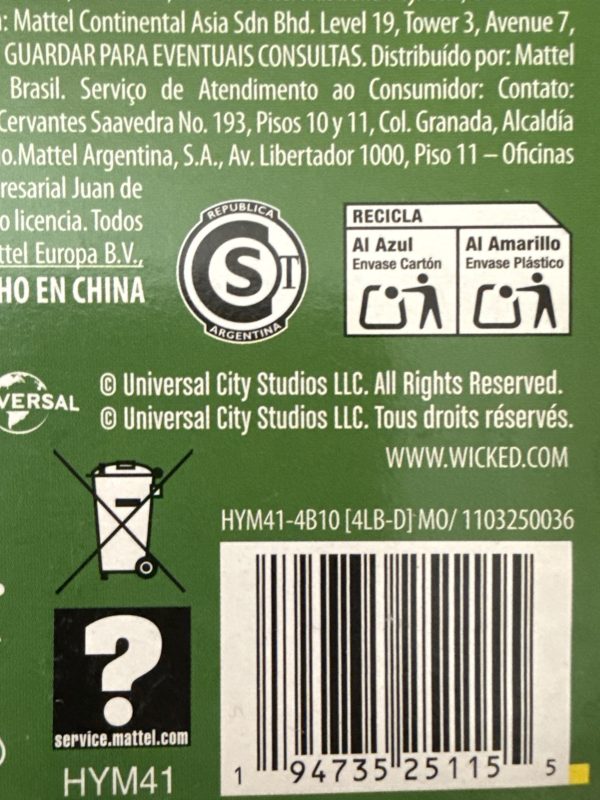 : Mattel Continental Asia Sdn Bhd. Level 19, Tower 3, Avenue 7,
GUARDAR PARA EVENTUAIS CONSULTAS. Distribuído por: Mattel
Brasil. Serviço de Atendimento ao Consumidor: Contato:
Cervantes Saavedra No. 193, Pisos 10 y 11, Col. Granada, Alcaldía
o.Mattel Argentina, S.A., Av. Libertador 1000, Piso 11 – Oficinas
resarial Juan de
o licencia. Todos
ttel Europa B.V.,
HO EN CHINA
REPUBLICA
CST
ARGENTINA
RECICLA
Al Azul
Envase Cartón
Al Amarillo
Envase Plástico
VERSAL
© Universal City Studios LLC. All Rights Reserved.
© Universal City Studios LLC. Tous droits réservés.
WWW.WICKED.COM
HYM41-4B10 [4LB-D] MO/ 1103250036
?
service.mattel.com
HYM41
1 94735 25115 5